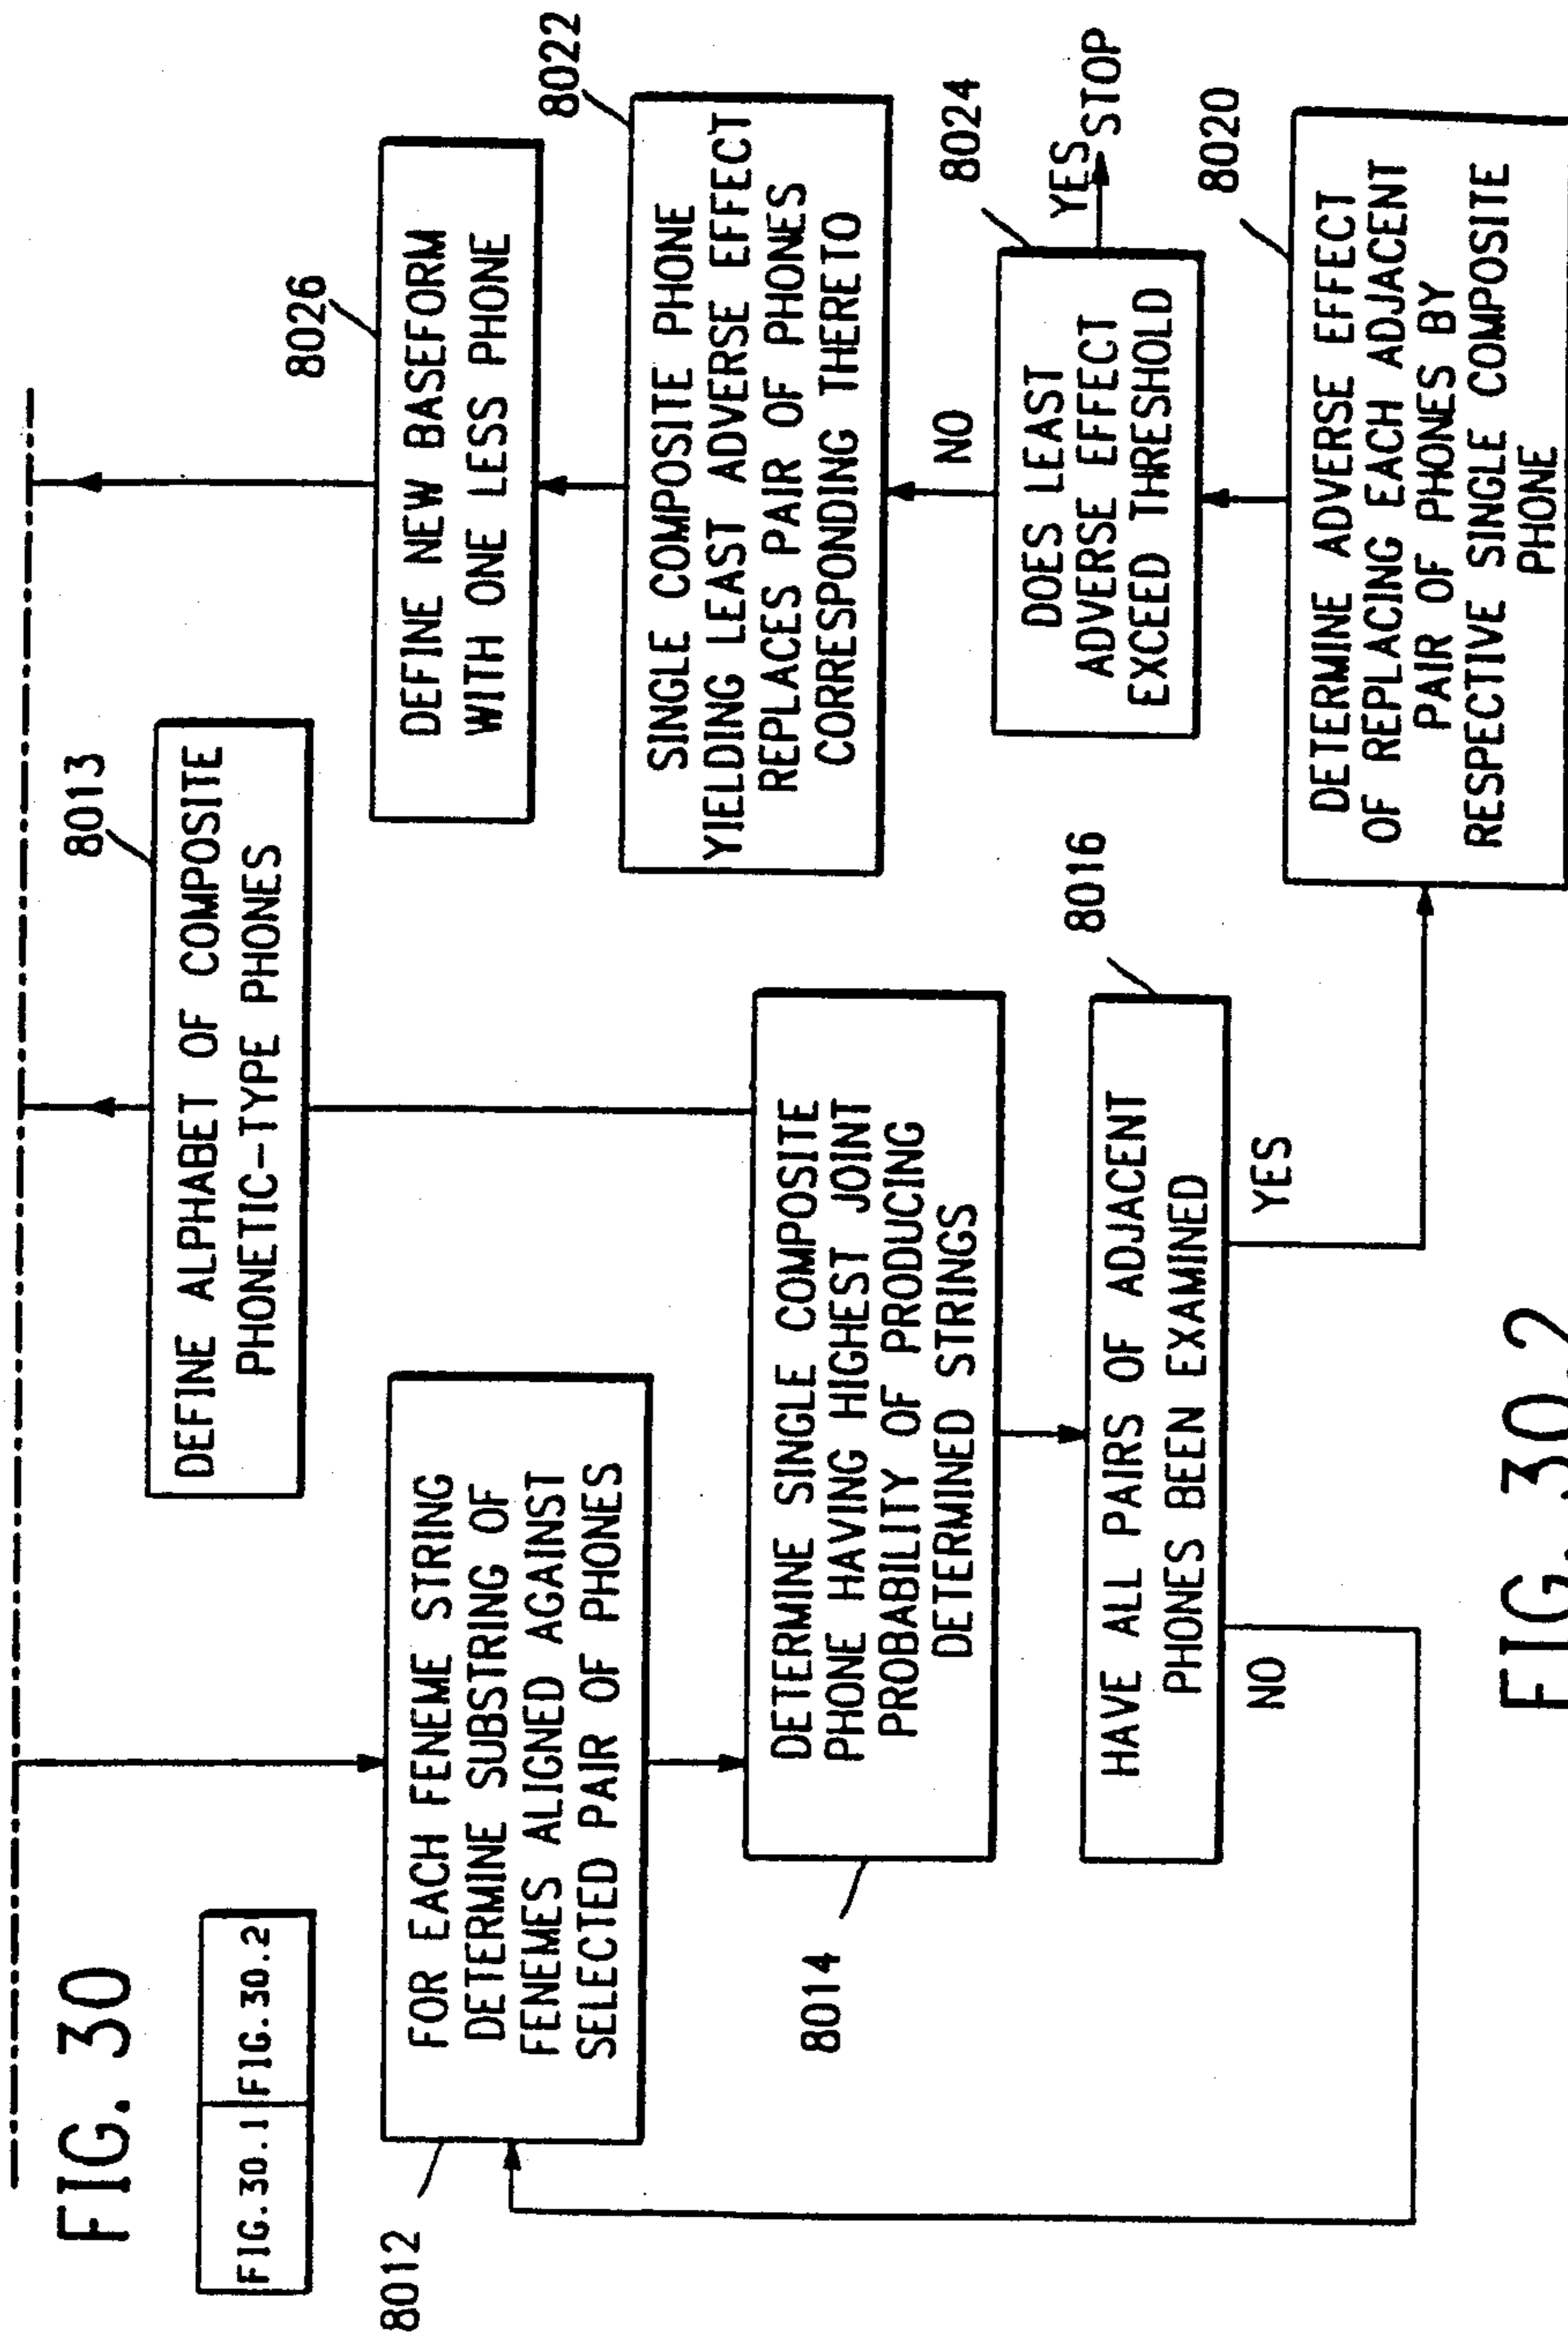 FIG. 30
FIG.30.1 FIG.30.2
8012
FOR EACH FENEME STRING
DETERMINE SUBSTRING OF
FENEMES ALIGNED AGAINST
SELECTED PAIR OF PHONES
8013
DEFINE ALPHABET OF COMPOSITE
PHONETIC-TYPE PHONES
8014
DETERMINE SINGLE COMPOSITE
PHONE HAVING HIGHEST JOINT
PROBABILITY OF PRODUCING
DETERMINED STRINGS
8016
HAVE ALL PAIRS OF ADJACENT
PHONES BEEN EXAMINED
NO
YES
8026
DEFINE NEW BASEFORM
WITH ONE LESS PHONE
8022
SINGLE COMPOSITE PHONE
YIELDING LEAST ADVERSE EFFECT
REPLACES PAIR OF PHONES
CORRESPONDING THERETO
NO
8024
DOES LEAST
ADVERSE EFFECT
EXCEED THRESHOLD
YES
STOP
8020
DETERMINE ADVERSE EFFECT
OF REPLACING EACH ADJACENT
PAIR OF PHONES BY
RESPECTIVE SINGLE COMPOSITE
PHONE
FIG. 30.2